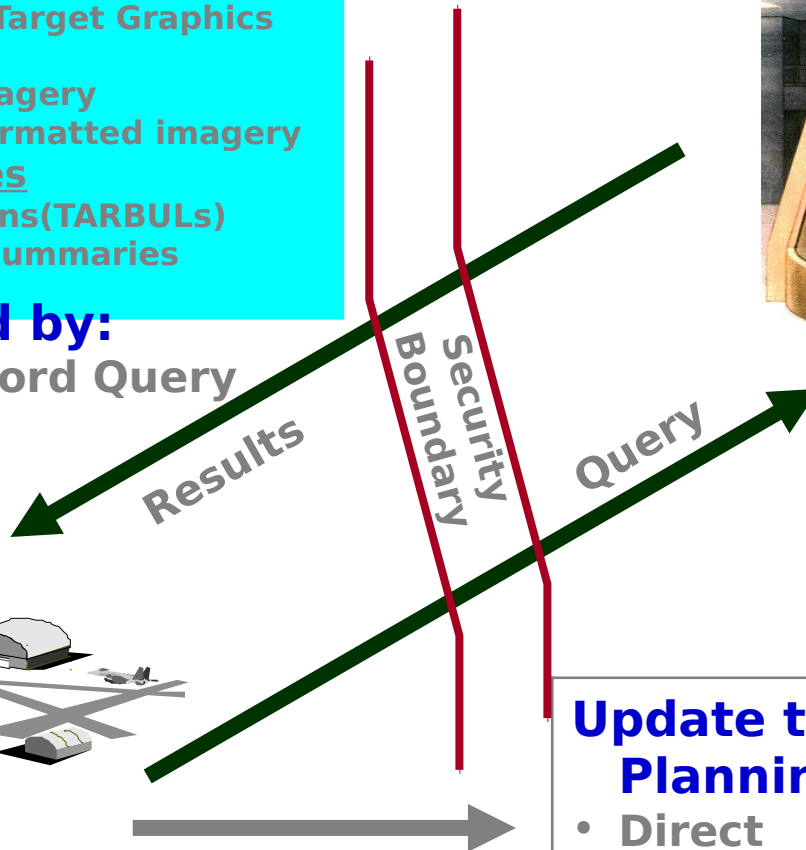 Target Graphics
agery
rmatted imagery
es
ns(TARBULs)
ummaries
d by:
ord Query
Security
Boundary
Results
Query
Update t
Plannin
• Direct